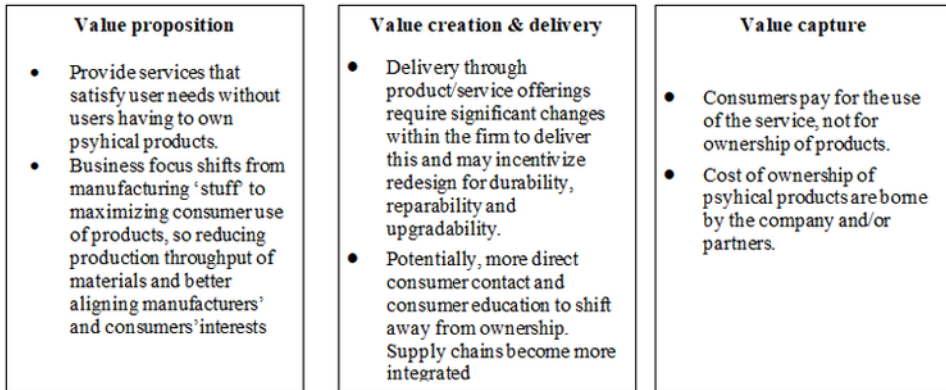 Value proposition
● Provide services that
satisfy user needs without
users having to own
psyhical products.
● Business focus shifts from
manufacturing ‘stuff’ to
maximizing consumer use
of products, so reducing
production throughput of
materials and better
aligning manufacturers’
and consumers’interests
Value creation & delivery
● Delivery through
product/service offerings
require significant changes
within the firm to deliver
this and may incentivize
redesign for durability,
reparability and
upgradability.
● Potentially, more direct
consumer contact and
consumer education to shift
away from ownership.
Supply chains become more
integrated
Value capture
● Consumers pay for the use
of the service, not for
ownership of products.
● Cost of ownership of
psyhical products are borne
by the company and/or
partners.